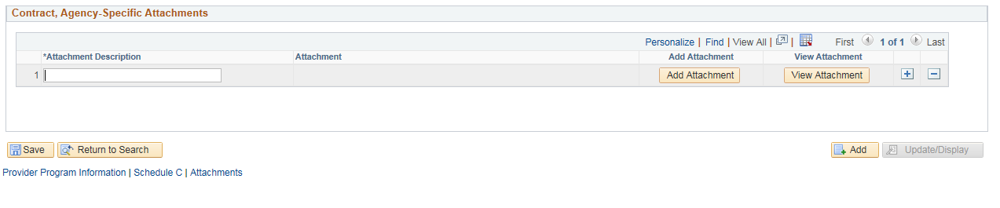 Contract, Agency-Specific Attachments
Personalize | Find | View All | | First 1 of 1 Last
*Attachment Description Attachment Add Attachment View Attachment
1 Add Attachment View Attachment
Save Return to Search Add Update/Display
Provider Program Information | Schedule C | Attachments